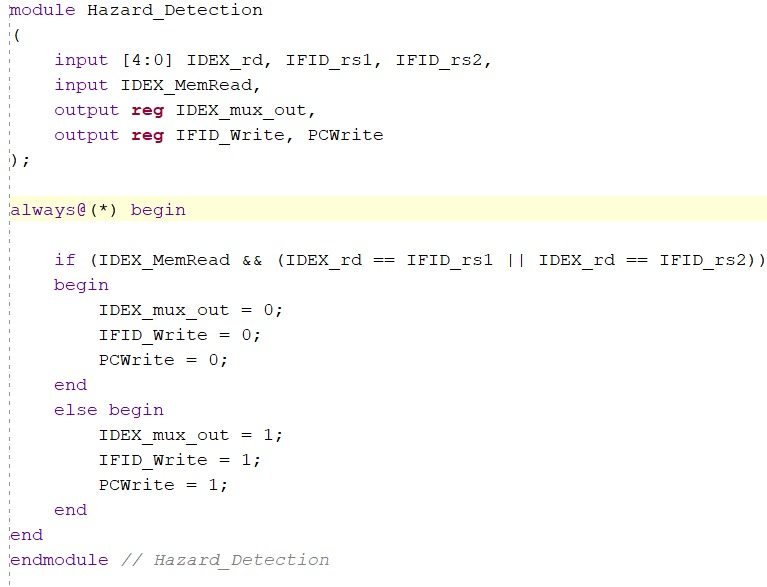 module Hazard_Detection
(
    input [4:0] IDEX_rd, IFID_rs1, IFID_rs2,
    input IDEX_MemRead,
    output reg IDEX_mux_out,
    output reg IFID_Write, PCWrite
);
always@(*) begin
    if (IDEX_MemRead && (IDEX_rd == IFID_rs1 || IDEX_rd == IFID_rs2))
    begin
        IDEX_mux_out = 0;
        IFID_Write = 0;
        PCWrite = 0;
    end
    else begin
        IDEX_mux_out = 1;
        IFID_Write = 1;
        PCWrite = 1;
    end
end
endmodule // Hazard_Detection